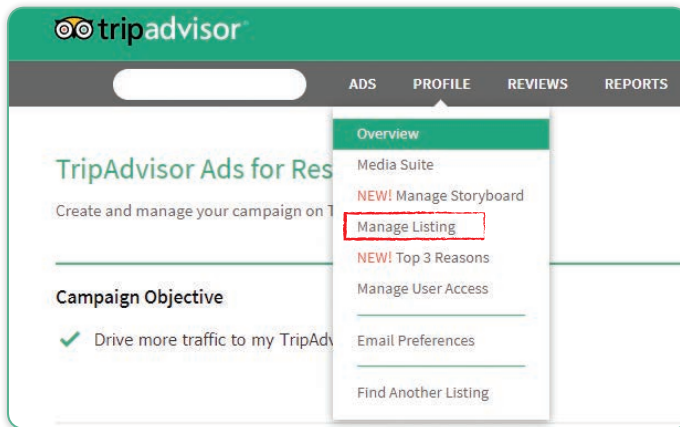 tripadvisor
ADS PROFILE REVIEWS REPORTS
Overview
Media Suite
NEW! Manage Storyboard
Manage Listing
NEW! Top 3 Reasons
Manage User Access
Email Preferences
Find Another Listing
TripAdvisor Ads for
Create and manage your campaign on
Campaign Objective
Drive more traffic to my